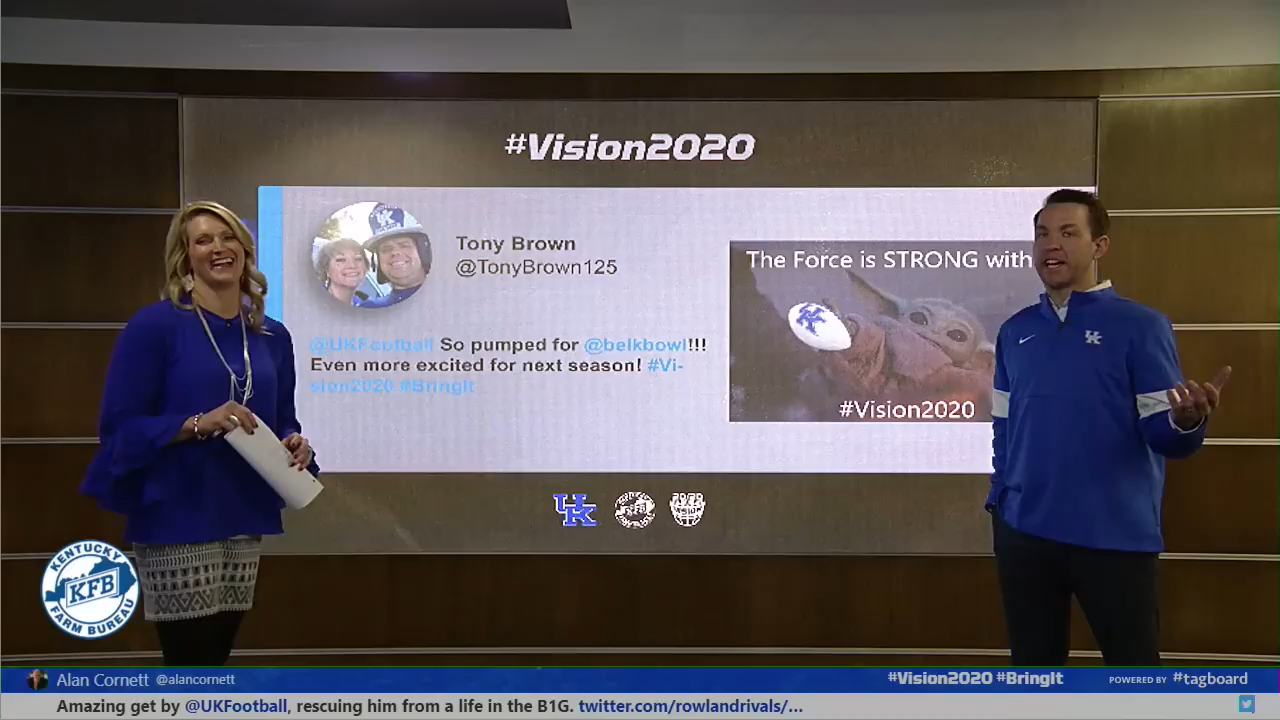 #Vision2020
Tony Brown
@TonyBrown125
@UKFootball So pumped for @belkbowl!!!
Even more excited for next season! #Vi-
sion2020 #BringIt
The Force is STRONG with
#Vision2020
UK
UK
KENTUCKY
KFB
FARM BUREAU
Alan Cornett @alancornett
#Vision2020 #BringIt
POWERED BY #tagboard
Amazing get by @UKFootball, rescuing him from a life in the B1G. twitter.com/rowlandrivals/...